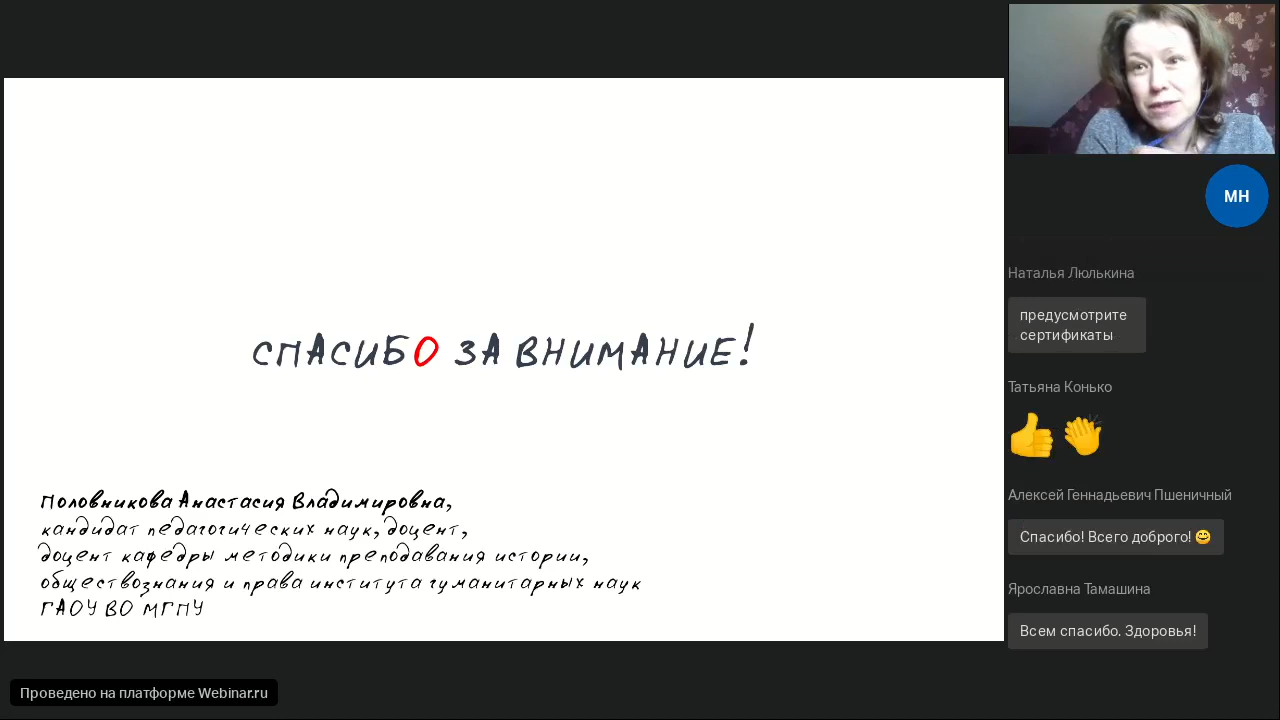 СПАСИБО ЗА ВНИМАНИЕ!
Половникова Анастасия Владимировна,
кандидат педагогических наук, доцент,
доцент кафедры методики преподавания истории,
обществознания и права института гуманитарных наук
ГАОУ ВО МГПУ
МН
Наталья Люлькина
предусмотрите
сертификаты
Татьяна Конько
👍 👏
Алексей Геннадьевич Пшеничный
Спасибо! Всего доброго! 😊
Ярославна Тамашина
Всем спасибо. Здоровья!
Проведено на платформе Webinar.ru